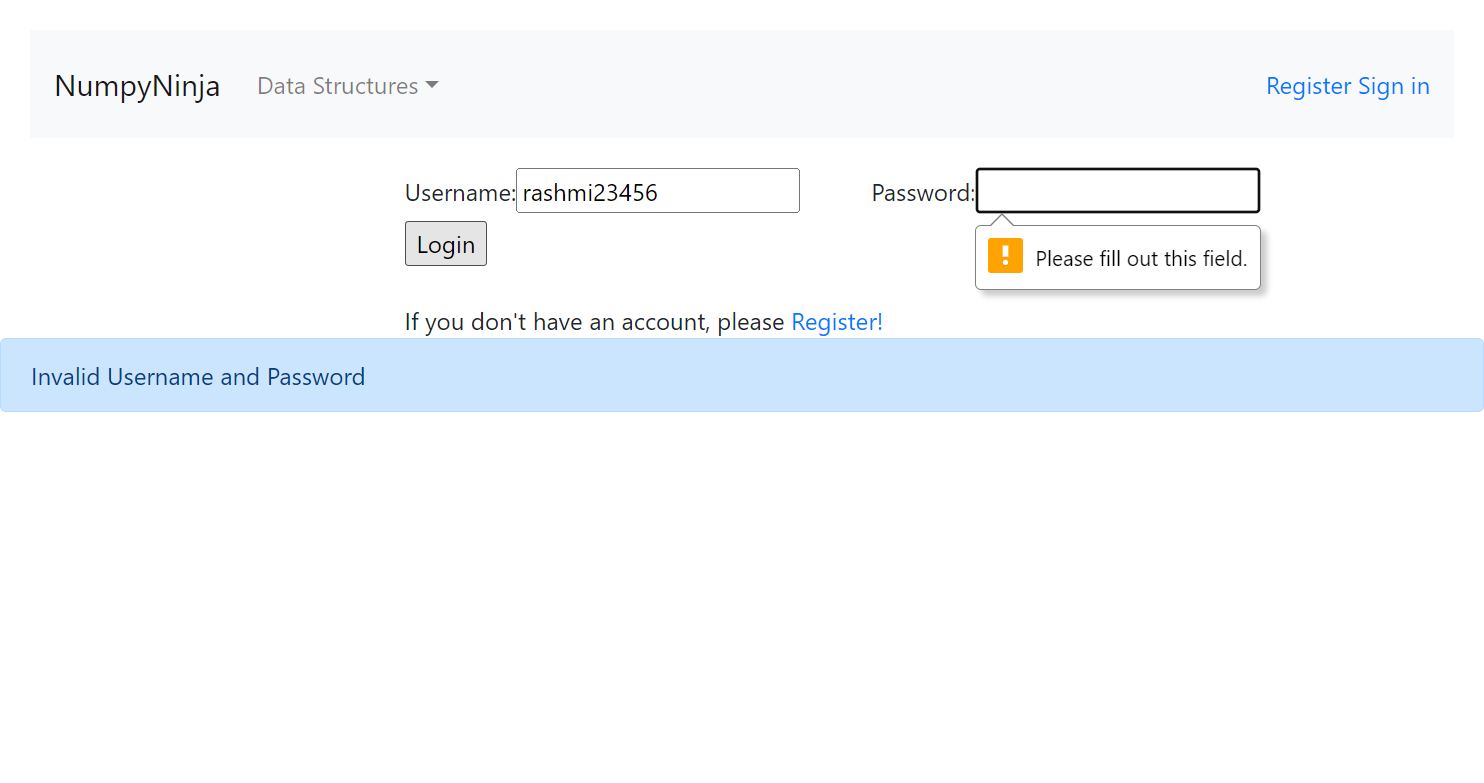 NumpyNinja Data Structures Register Sign in
Username: rashmi23456 Password:
Login
Please fill out this field.
If you don't have an account, please Register!
Invalid Username and Password